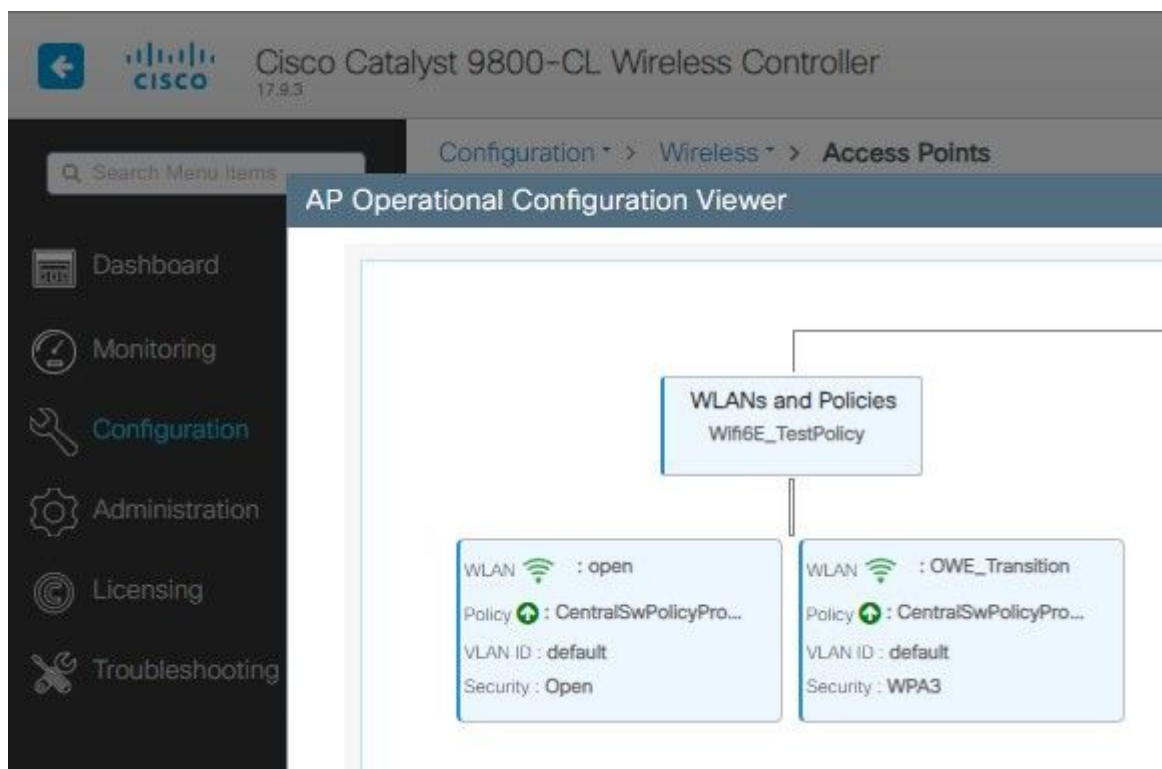 CISCO
Cisco Catalyst 9800-CL Wireless Controller
17.9.3
Search Menu Items
Configuration > Wireless > Access Points
AP Operational Configuration Viewer
Dashboard
Monitoring
Configuration
Administration
Licensing
Troubleshooting
WLANs and Policies
Wifi6E_TestPolicy
WLAN : open
Policy : CentralSwPolicyPro...
VLAN ID : default
Security : Open
WLAN : OWE_Transition
Policy : CentralSwPolicyPro...
VLAN ID : default
Security : WPA3